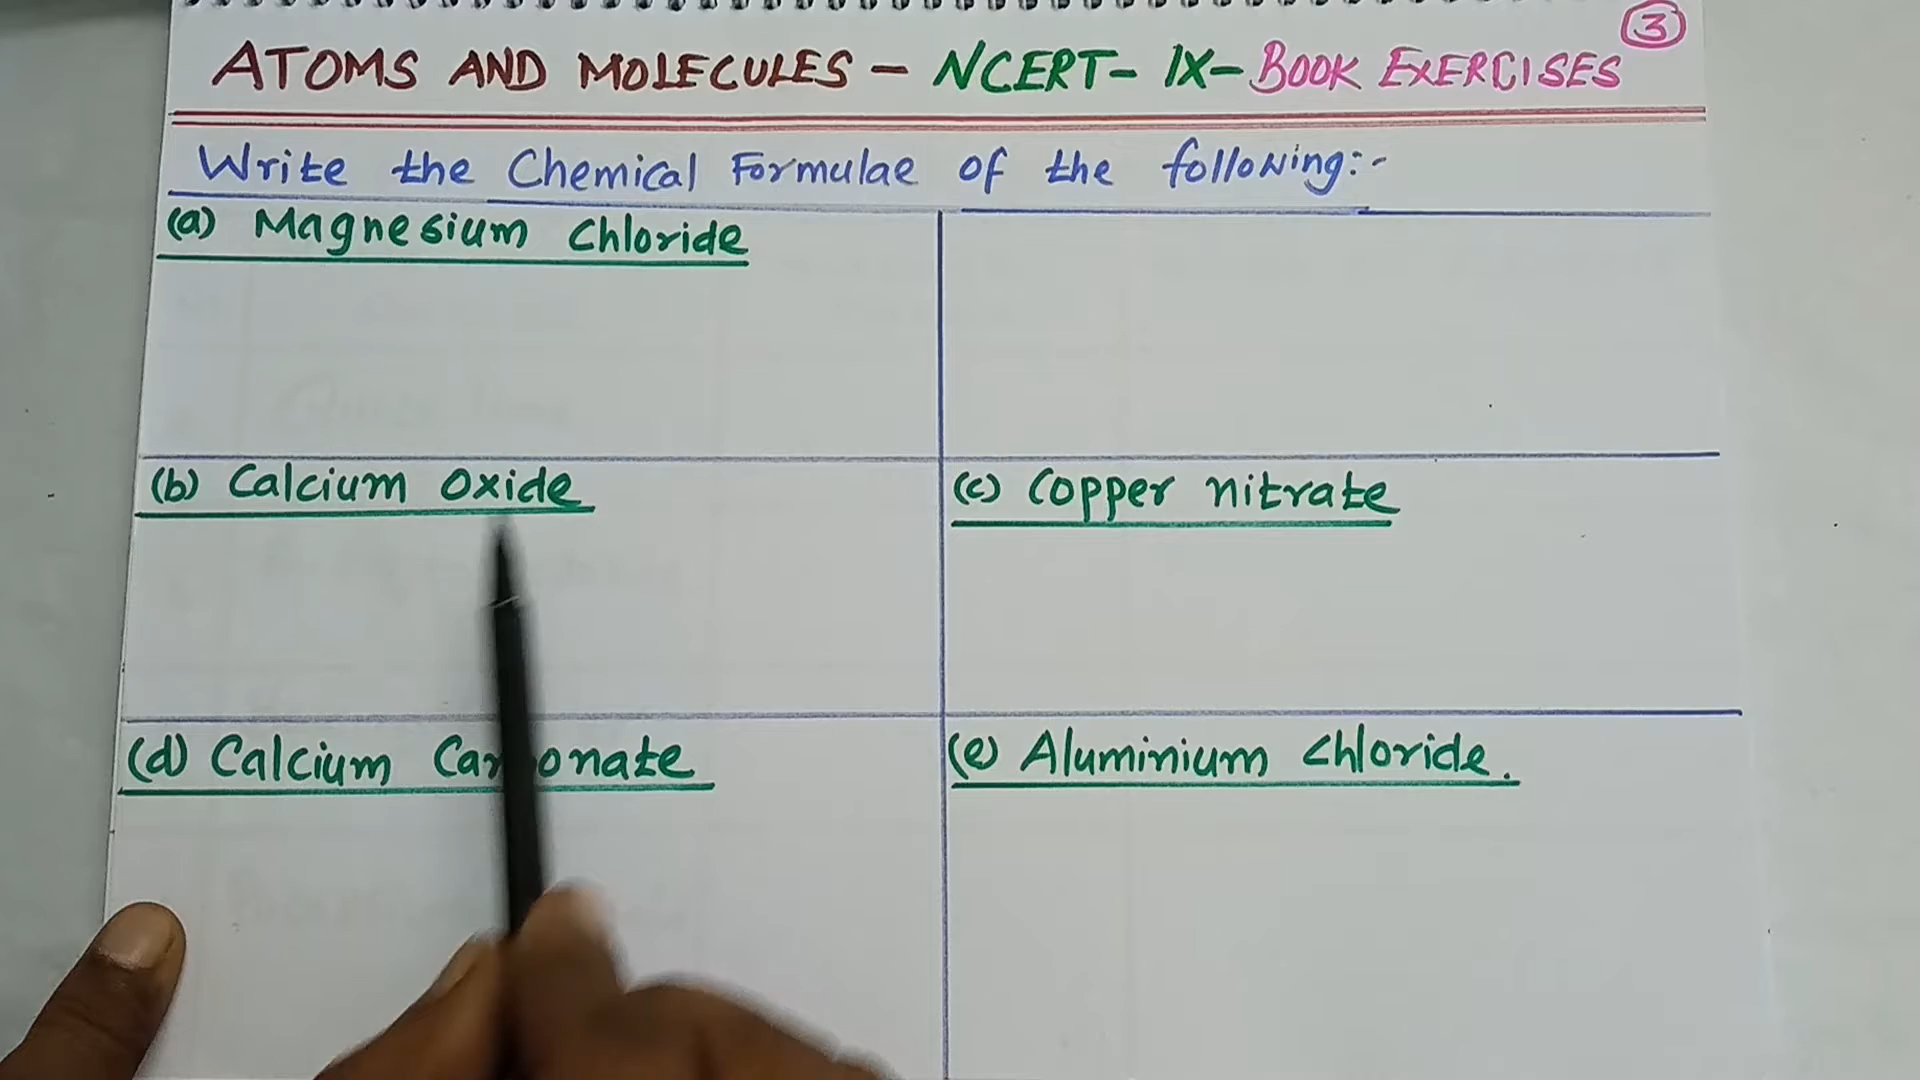 3
ATOMS AND MOLECULES - NCERT- IX- BOOK EXERCISES
Write the Chemical Formulae of the following:-
(a) Magnesium Chloride
(b) Calcium Oxide
(c) Copper nitrate
(d) Calcium Carbonate
(e) Aluminium Chloride.